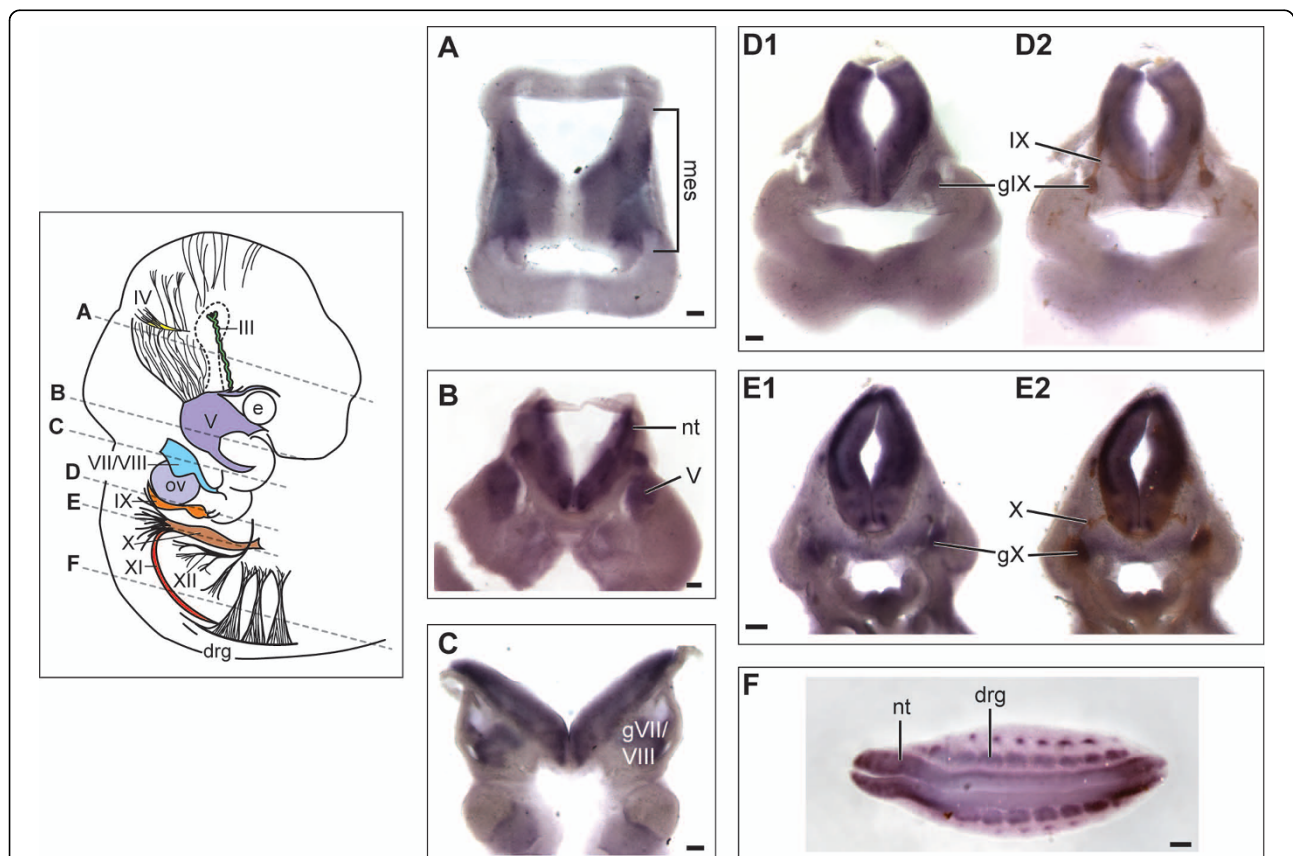 A
IV
III
B
e
V
C
VII/VIII
D
ov
E
IX
X
F
XI
XII
drg
A
mes
B
nt
V
C
gVII/
VIII
D1
D2
IX
gIX
E1
E2
X
gX
F
nt
drg